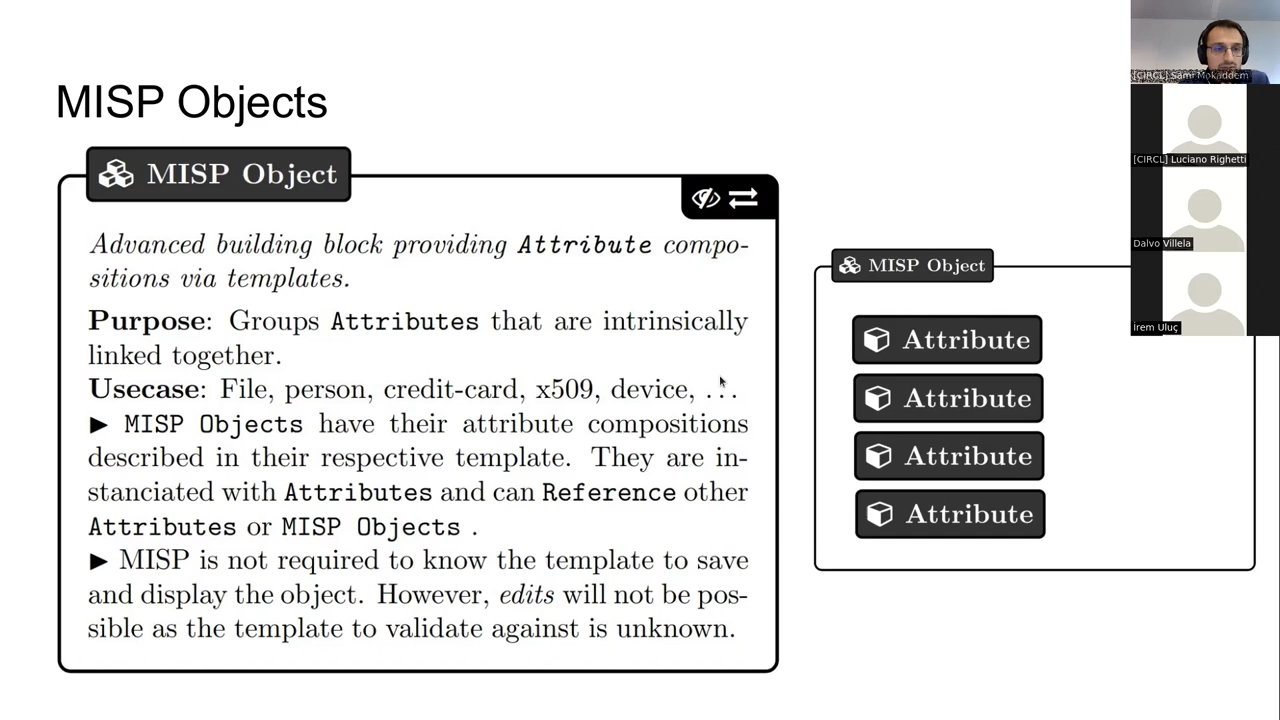 MISP Objects
MISP Object
Advanced building block providing Attribute compo-
sitions via templates.
Purpose: Groups Attributes that are intrinsically
linked together.
Usecase: File, person, credit-card, x509, device, ...
▶ MISP Objects have their attribute compositions
described in their respective template. They are in-
stanciated with Attributes and can Reference other
Attributes or MISP Objects .
▶ MISP is not required to know the template to save
and display the object. However, edits will not be pos-
sible as the template to validate against is unknown.
MISP Object
Attribute
Attribute
Attribute
Attribute
[CIRCL] Sami Mokaddem
[CIRCL] Luciano Righetti
Dalvo Villela
İrem Uluç